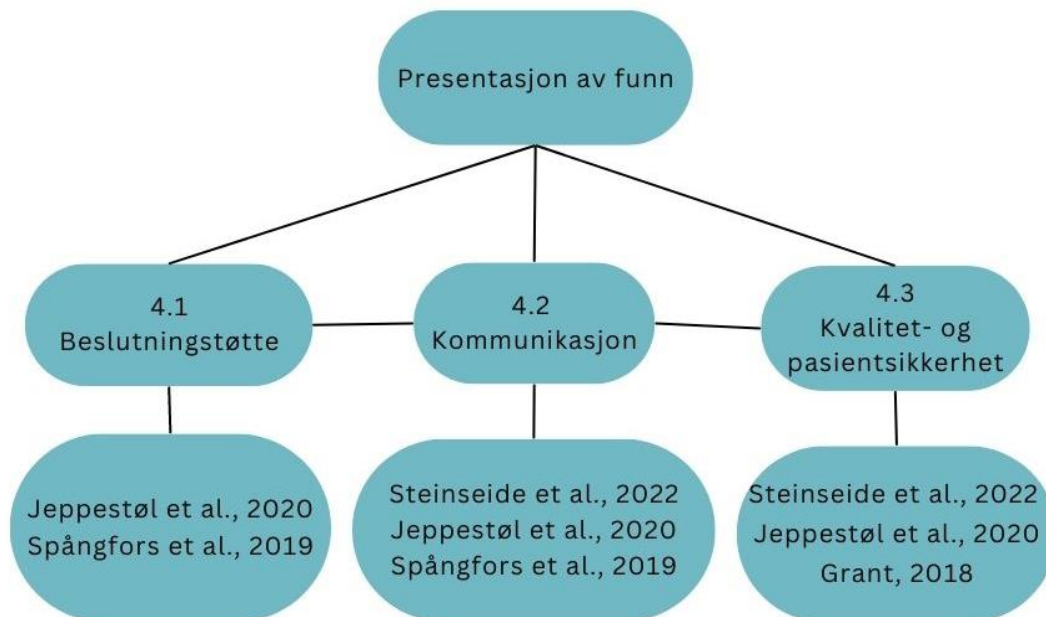 Presentasjon av funn
4.1
Beslutningstøtte
4.2
Kommunikasjon
4.3
Kvalitet- og
pasientsikkerhet
Jeppestøl et al., 2020
Spångfors et al., 2019
Steinseide et al., 2022
Jeppestøl et al., 2020
Spångfors et al., 2019
Steinseide et al., 2022
Jeppestøl et al., 2020
Grant, 2018